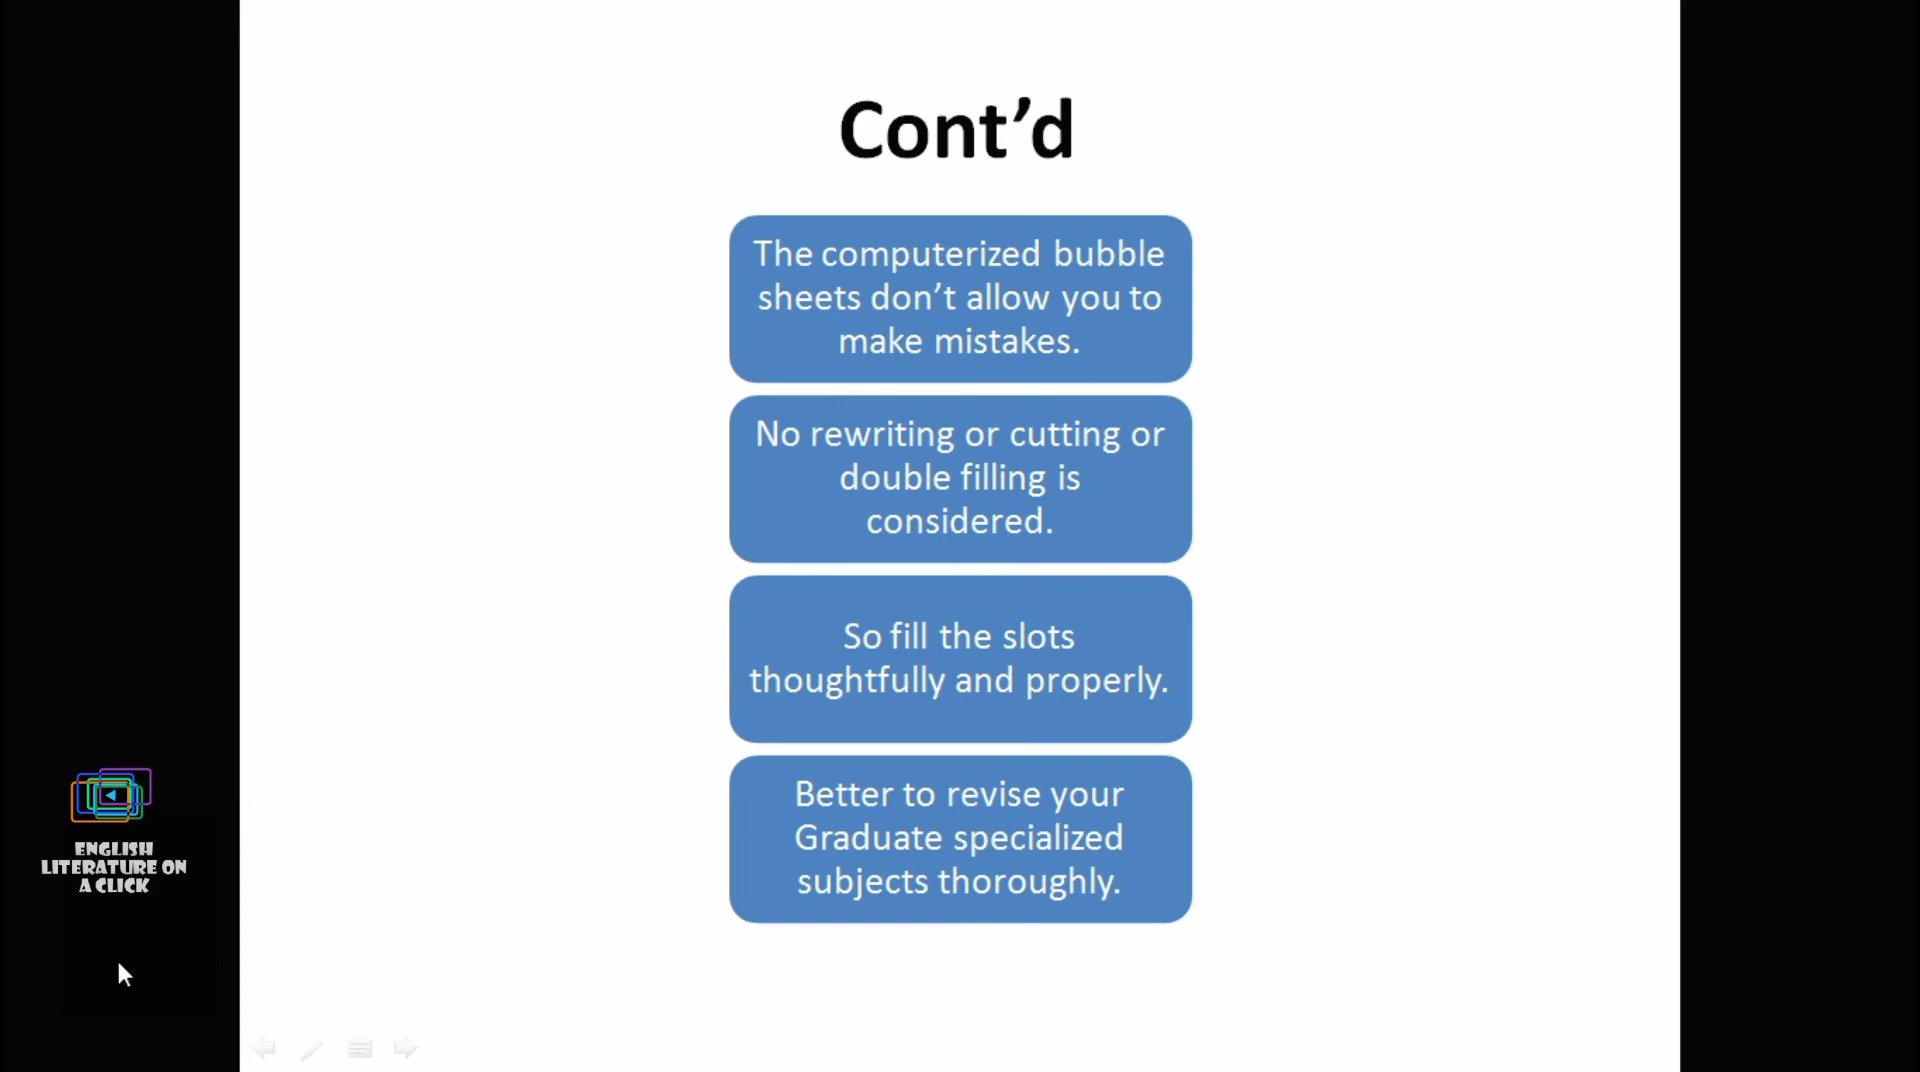 Cont’d
The computerized bubble
sheets don’t allow you to
make mistakes.
No rewriting or cutting or
double filling is
considered.
So fill the slots
thoughtfully and properly.
Better to revise your
Graduate specialized
subjects thoroughly.
ENGLISH
LITERATURE ON
A CLICK